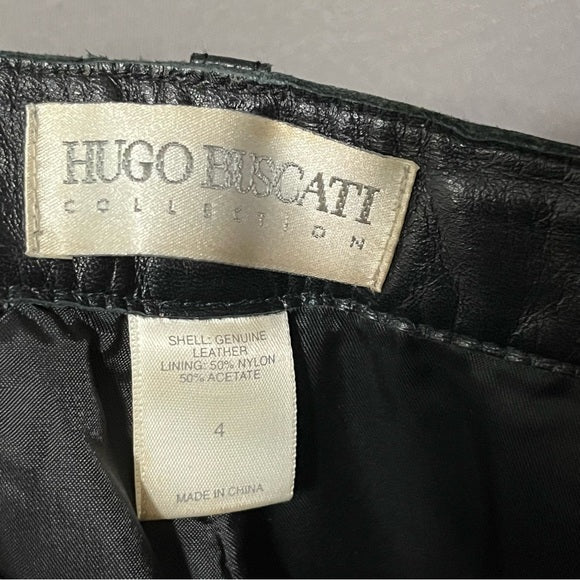 HUGO BUSCATI
COLLECTION
SHELL: GENUINE
LEATHER
LINING: 50% NYLON
50% ACETATE
4
MADE IN CHINA